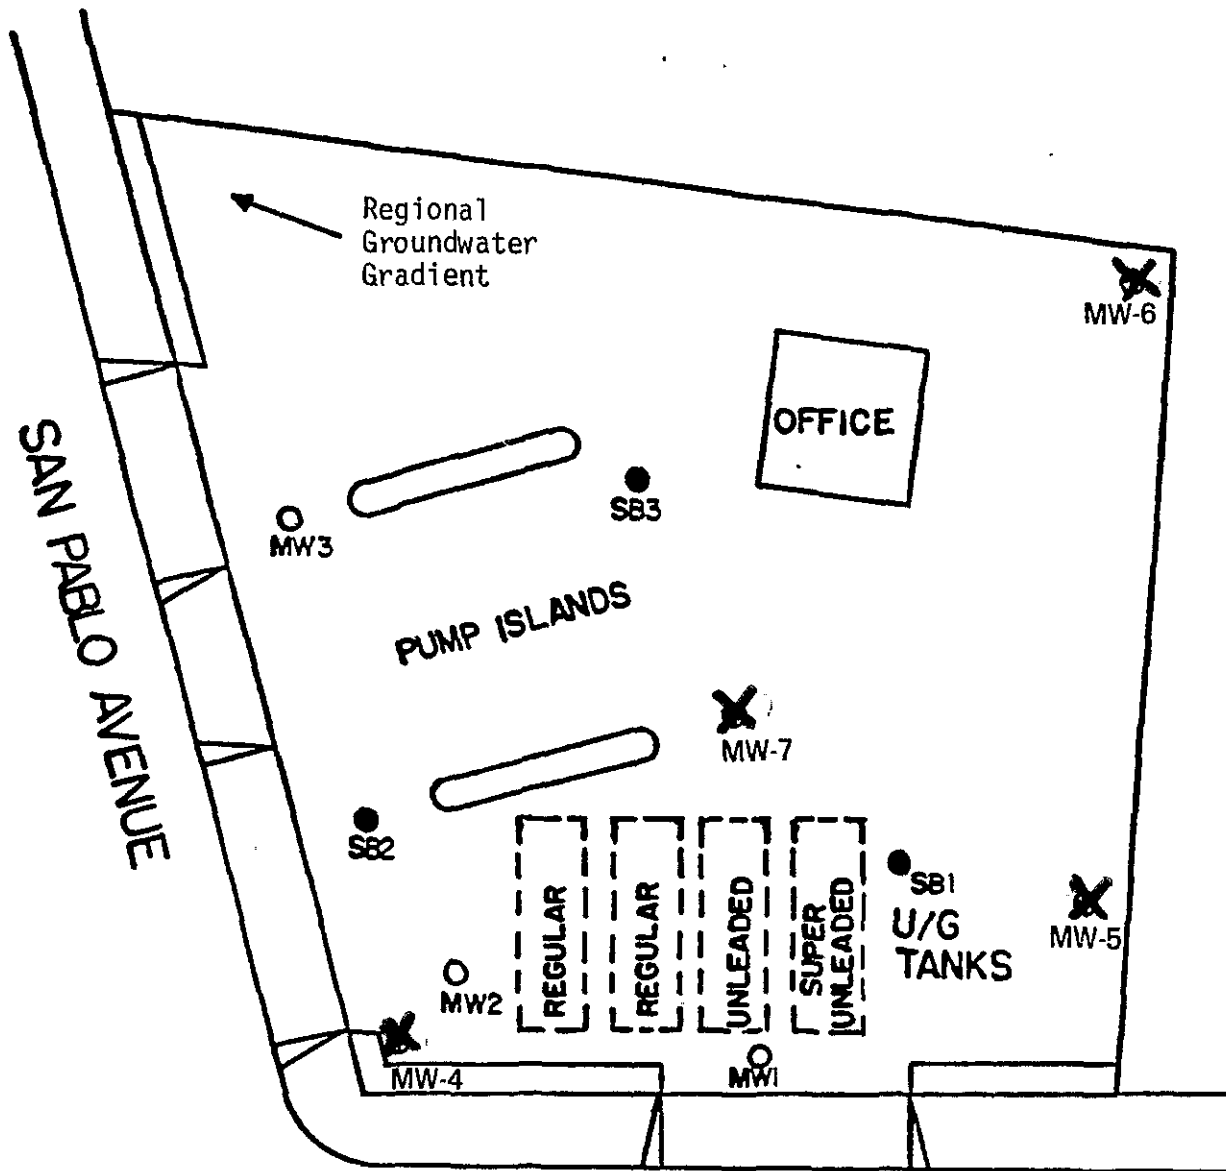 Regional
Groundwater
Gradient
MW-6
OFFICE
SAN PABLO AVENUE
SB3
MW3
PUMP ISLANDS
MW-7
SB2
REGULAR
REGULAR
UNLEADED
SUPER
UNLEADED
SB1
U/G
TANKS
MW-5
MW2
MW-4
MW1